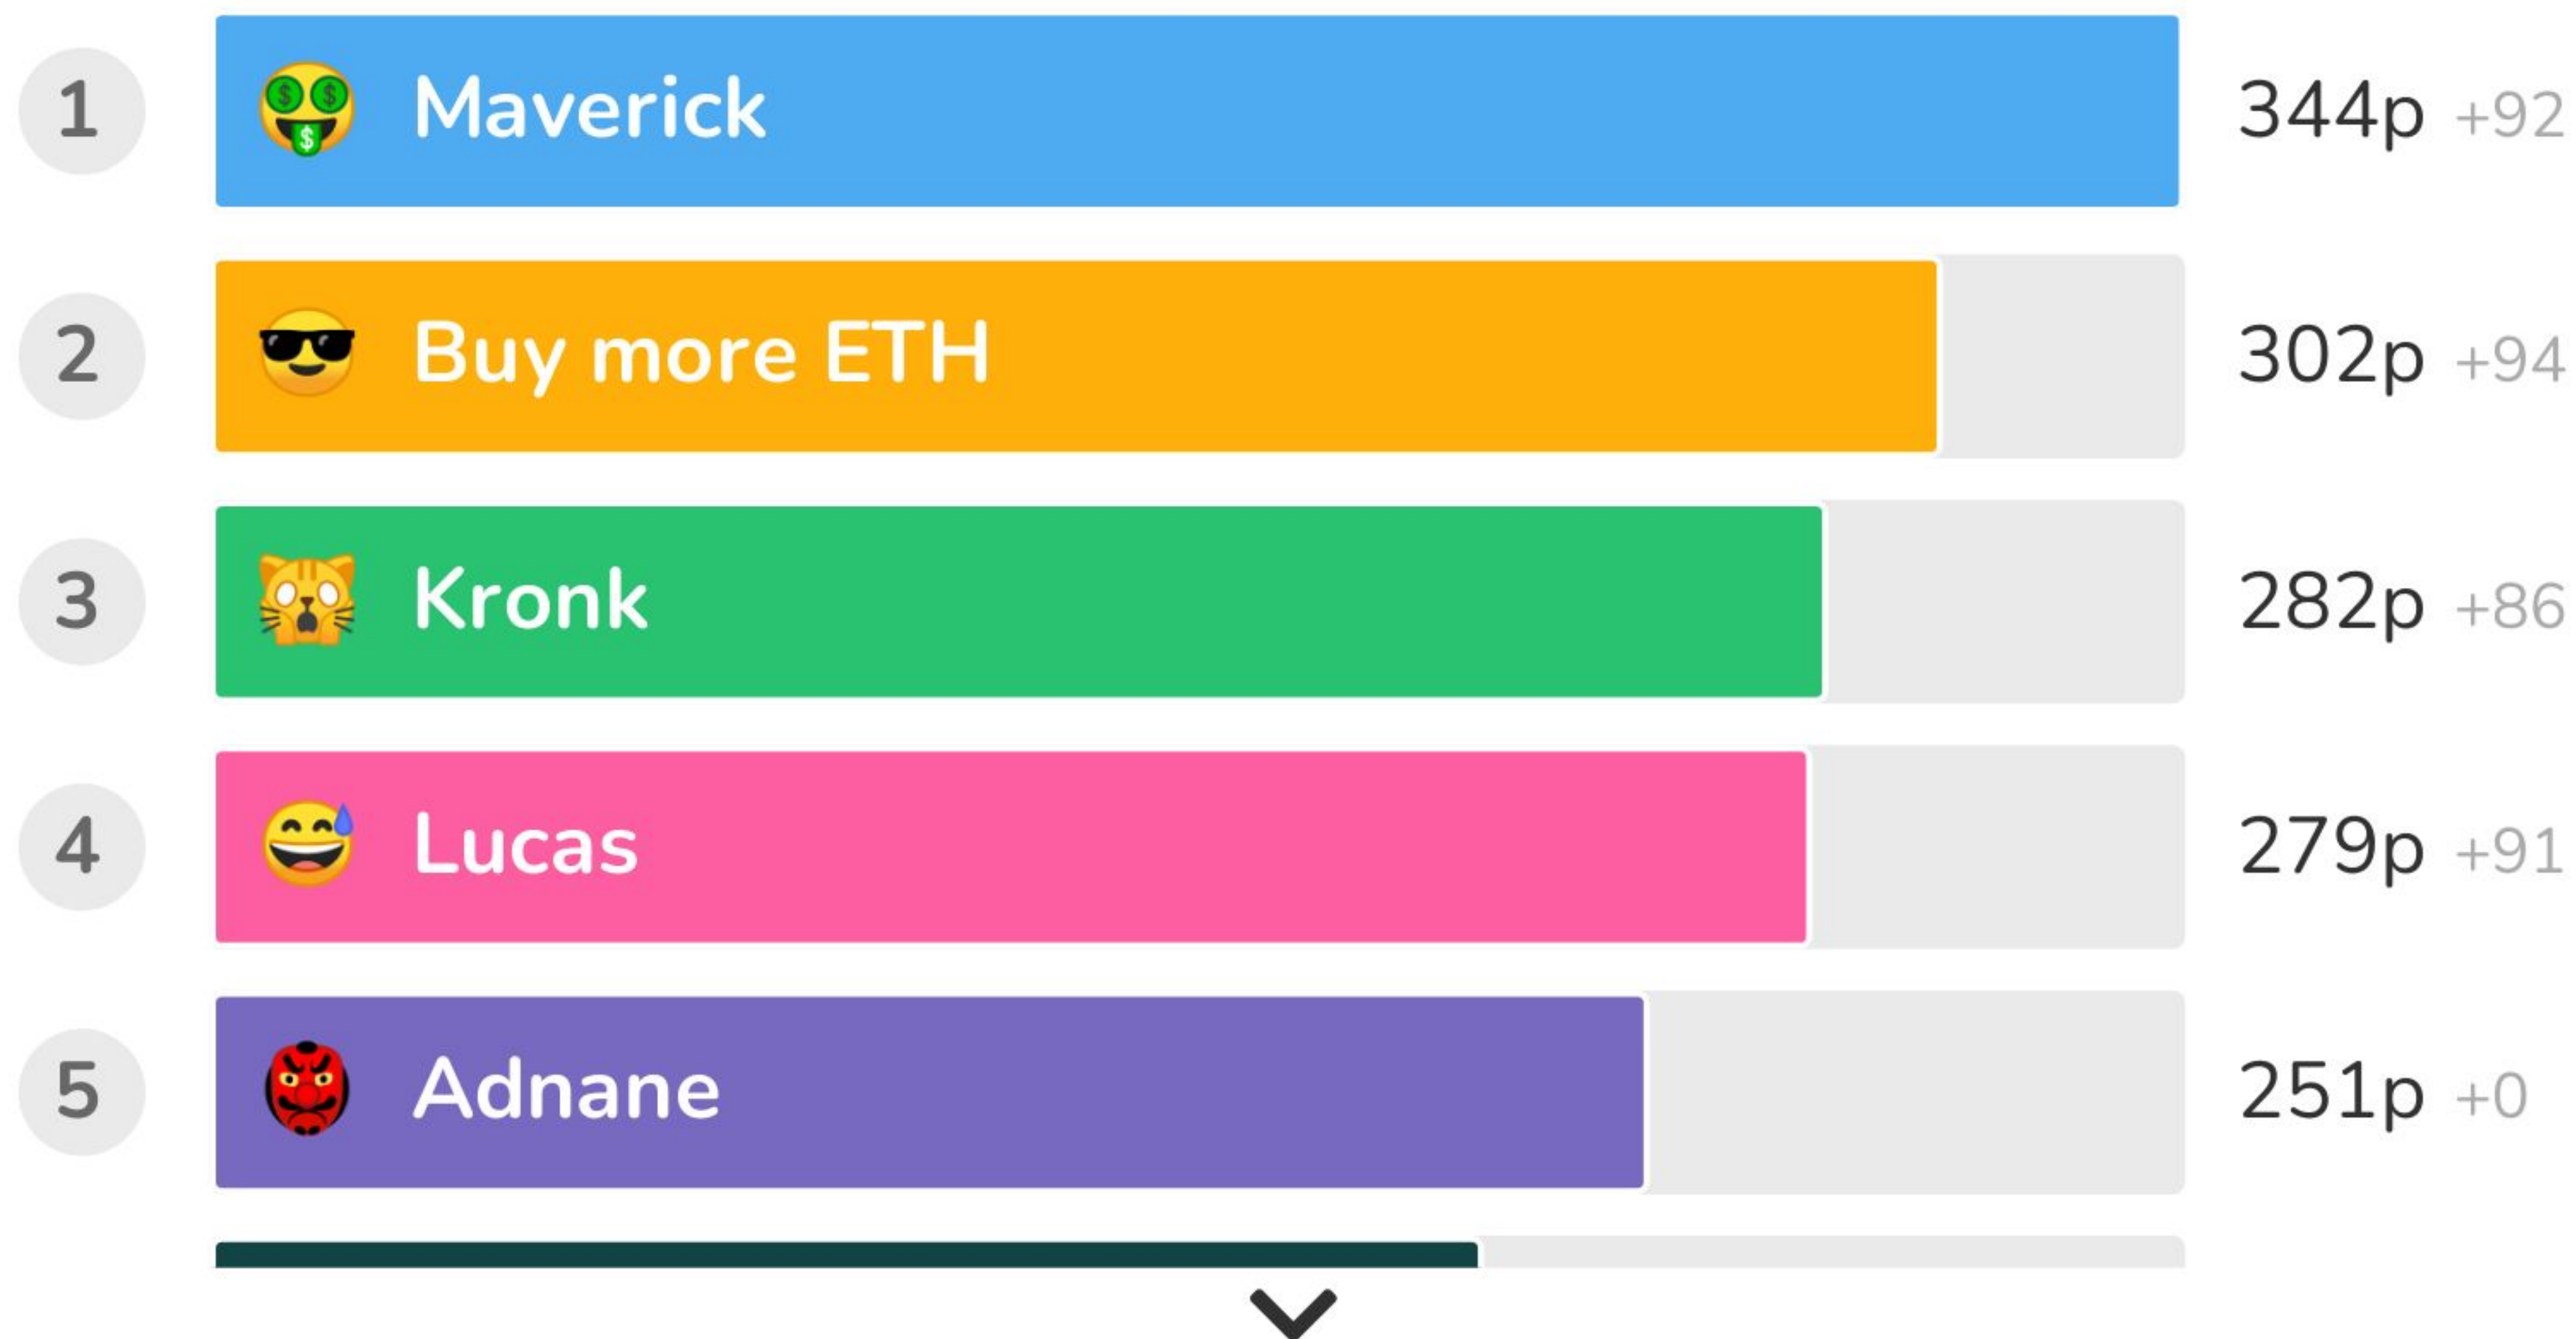 1 Maverick 344p +92
2 Buy more ETH 302p +94
3 Kronk 282p +86
4 Lucas 279p +91
5 Adnane 251p +0